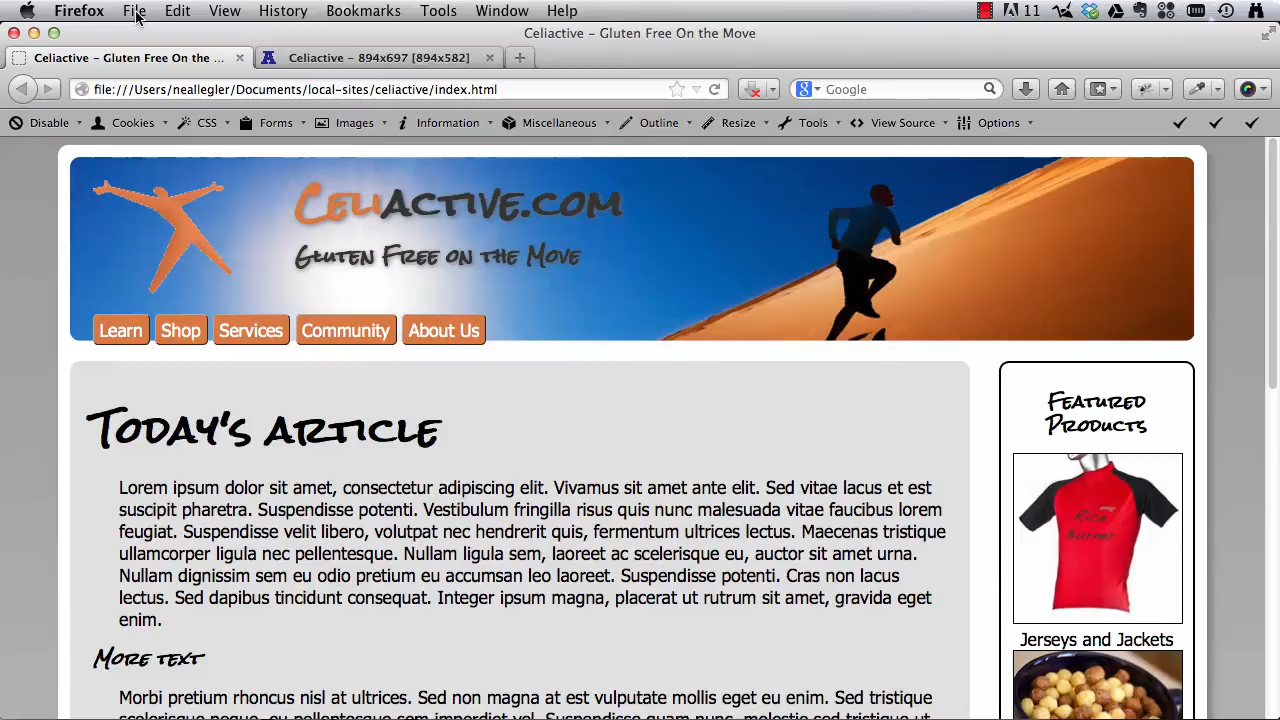 Firefox File Edit View History Bookmarks Tools Window Help 11
Celiactive – Gluten Free On the Move
Celiactive – Gluten Free On the ... Celiactive – 894x697 [894x582]
file:///Users/neallegler/Documents/local-sites/celiactive/index.html Google
Disable Cookies CSS Forms Images Information Miscellaneous Outline Resize Tools View Source Options
Celiactive.com
Gluten Free on the Move
Learn Shop Services Community About Us
Today's article
Lorem ipsum dolor sit amet, consectetur adipiscing elit. Vivamus sit amet ante elit. Sed vitae lacus et est
suscipit pharetra. Suspendisse potenti. Vestibulum fringilla risus quis nunc malesuada vitae faucibus lorem
feugiat. Suspendisse velit libero, volutpat nec hendrerit quis, fermentum ultrices lectus. Maecenas tristique
ullamcorper ligula nec pellentesque. Nullam ligula sem, laoreet ac scelerisque eu, auctor sit amet urna.
Nullam dignissim sem eu odio pretium eu accumsan leo laoreet. Suspendisse potenti. Cras non lacus
lectus. Sed dapibus tincidunt consequat. Integer ipsum magna, placerat ut rutrum sit amet, gravida eget
enim.
More text
Morbi pretium rhoncus nisl at ultrices. Sed non magna at est vulputate mollis eget eu enim. Sed tristique
Featured
Products
Rice
Burner
Jerseys and Jackets